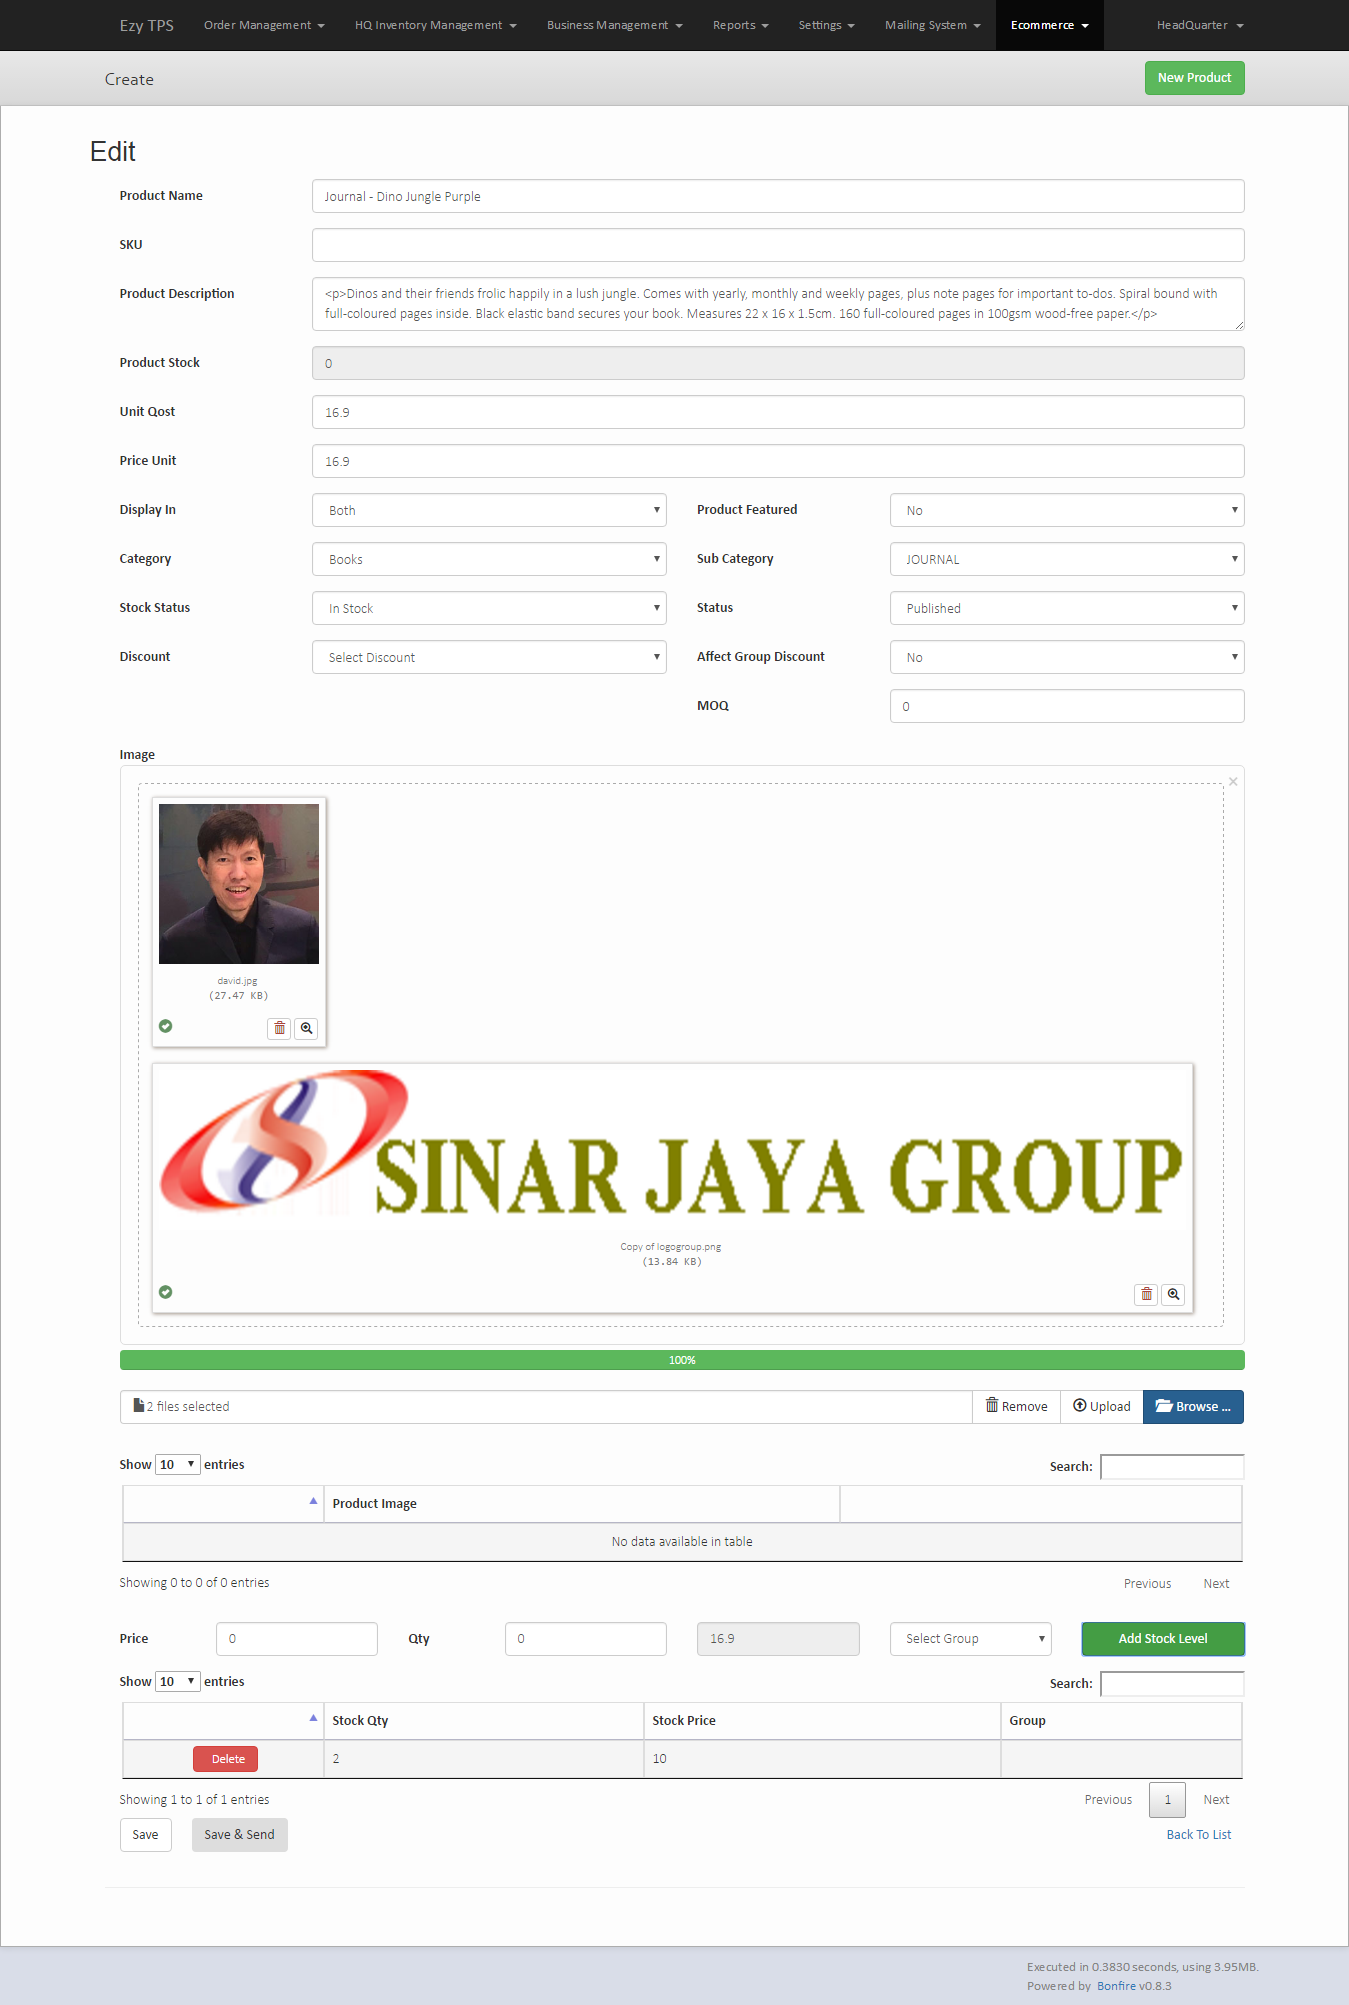 Ezy TPS Order Management HQ Inventory Management Business Management Reports Settings Mailing System Ecommerce HeadQuarter
Create New Product
Edit
Product Name Journal - Dino Jungle Purple
SKU
Product Description <p>Dinos and their friends frolic happily in a lush jungle. Comes with yearly, monthly and weekly pages, plus note pages for important to-dos. Spiral bound with
full-coloured pages inside. Black elastic band secures your book. Measures 22 x 16 x 1.5cm. 160 full-coloured pages in 100gsm wood-free paper.</p>
Product Stock 0
Unit Qost 16.9
Price Unit 16.9
Display In Both Product Featured No
Category Books Sub Category JOURNAL
Stock Status In Stock Status Published
Discount Select Discount Affect Group Discount No
MOQ 0
Image
×
david.jpg
(27.47 KB)
SINAR JAYA GROUP
Copy of logogroup.png
(13.84 KB)
100%
2 files selected Remove Upload Browse ...
Show 10 entries Search:
Product Image
No data available in table
Showing 0 to 0 of 0 entries Previous Next
Price 0 Qty 0 16.9 Select Group Add Stock Level
Show 10 entries Search:
Stock Qty Stock Price Group
Delete 2 10
Showing 1 to 1 of 1 entries Previous 1 Next
Save Save & Send Back To List
Executed in 0.3830 seconds, using 3.95MB.
Powered by Bonfire v0.8.3